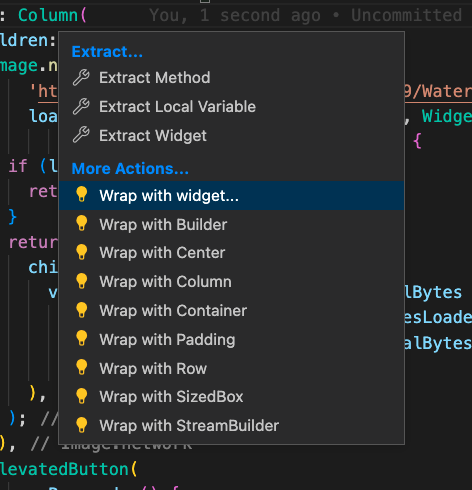 : Column( You, 1 second ago • Uncommitted
ldren:
mage.n
Extract...
Extract Method
'ht 9/Water
Extract Local Variable
loa , Widge
Extract Widget
{
if (l
More Actions...
ret
Wrap with widget...
}
Wrap with Builder
return
Wrap with Center
chi
Wrap with Column
v lBytes
Wrap with Container
esLoade
Wrap with Padding
alBytes
Wrap with Row
),
Wrap with SizedBox
); //
Wrap with StreamBuilder
), // Image.network
levatedButton(